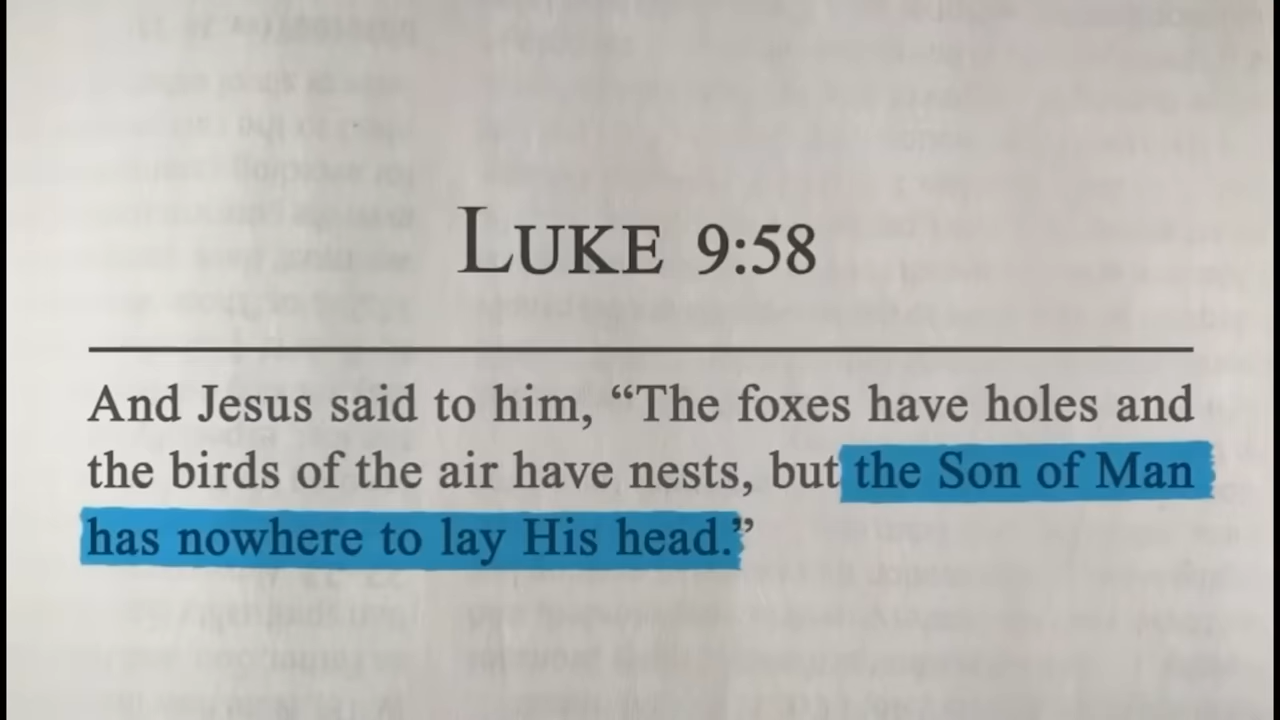 LUKE 9:58
And Jesus said to him, “The foxes have holes and
the birds of the air have nests, but the Son of Man
has nowhere to lay His head.”